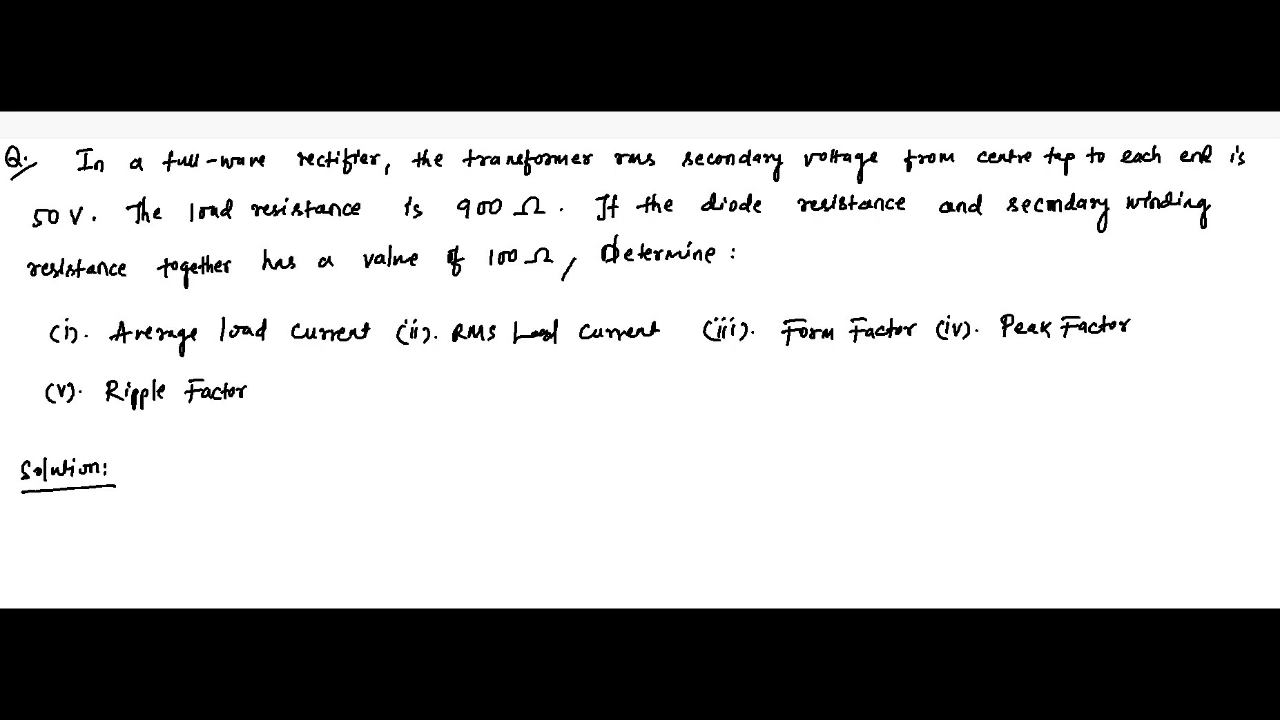 Q. In a full-wave rectifier, the transformer rms secondary voltage from centre tap to each end is
50 V. The load resistance is 900 Ω. If the diode resistance and secondary winding
resistance together has a value of 100 Ω, Determine :
(i). Average load current (ii). RMS Load current (iii). Form Factor (iv). Peak Factor
(v). Ripple Factor
Solution: